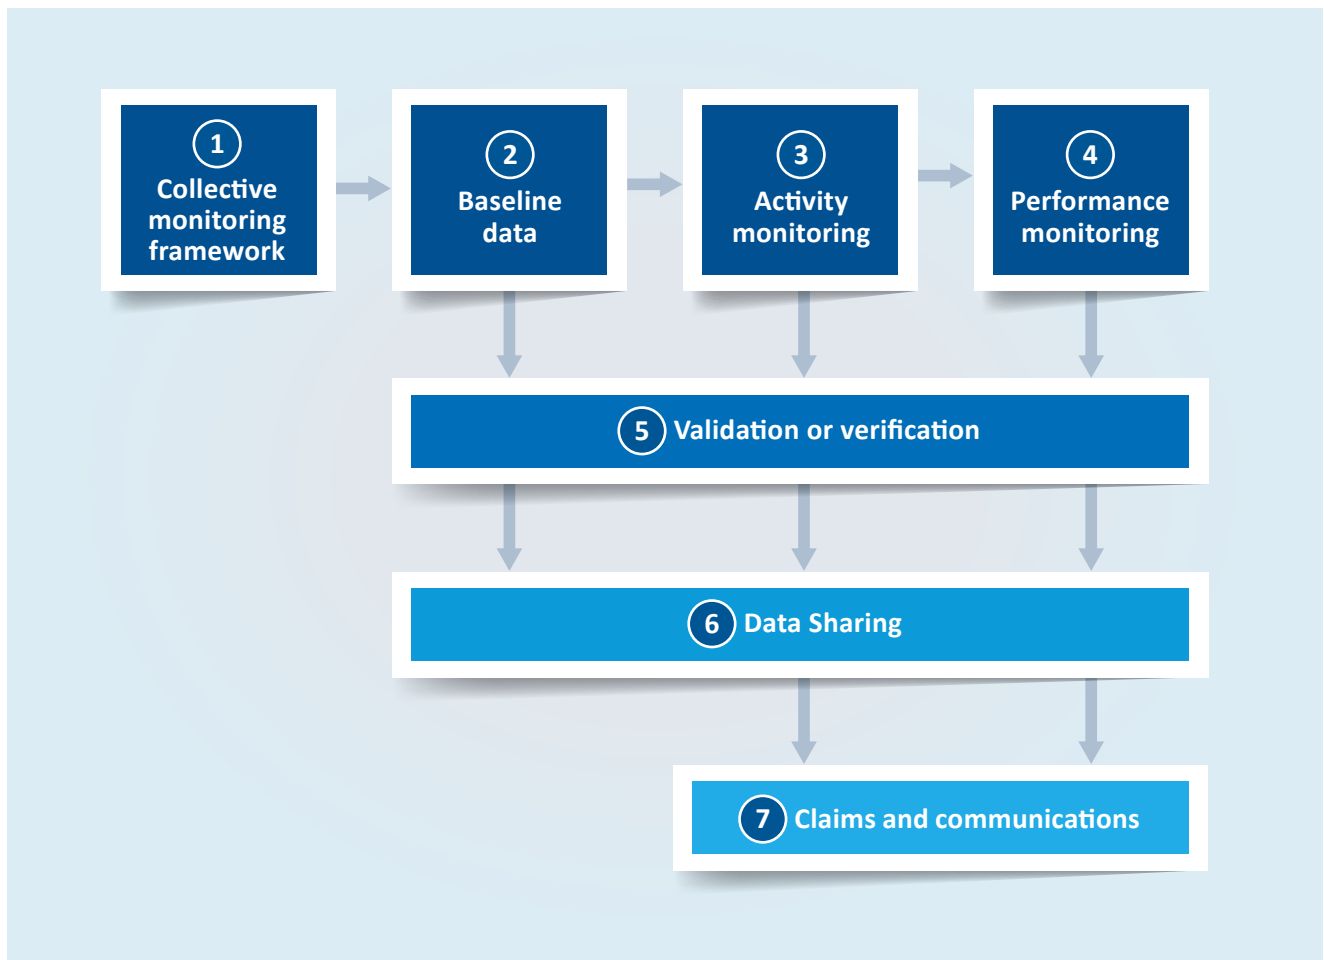 1
Collective
monitoring
framework
2
Baseline
data
3
Activity
monitoring
4
Performance
monitoring
5 Validation or verification
6 Data Sharing
7 Claims and communications